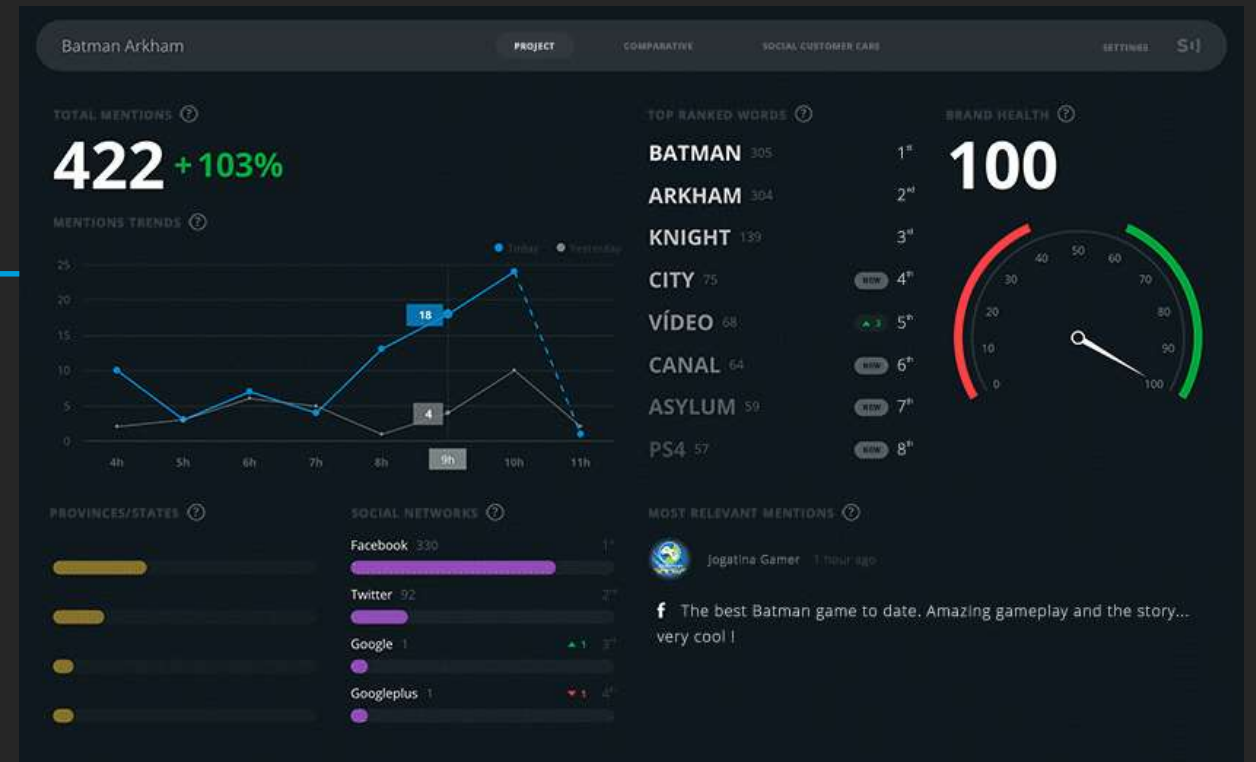 Batman Arkham
PROJECT
COMPARATIVE
SOCIAL CUSTOMER CARE
SETTINGS
TOTAL MENTIONS ?
422 +103%
MENTIONS TRENDS ?
Today Yesterday
25
20
15
10
5
0
18
4
4h 5h 6h 7h 8h 9h 10h 11h
TOP RANKED WORDS ?
BATMAN 305 1st
ARKHAM 304 2nd
KNIGHT 139 3rd
CITY 75 NEW 4th
VÍDEO 68 3 5th
CANAL 64 NEW 6th
ASYLUM 59 NEW 7th
PS4 57 NEW 8th
BRAND HEALTH ?
100
0
10
20
30
40
50
60
70
80
90
100
PROVINCES/STATES ?
SOCIAL NETWORKS ?
Facebook 330 1st
Twitter 92 2nd
Google 1 1 3rd
Googleplus 1 1 4th
MOST RELEVANT MENTIONS ?
Jogatina Gamer 1 hour ago
f The best Batman game to date. Amazing gameplay and the story...
very cool !